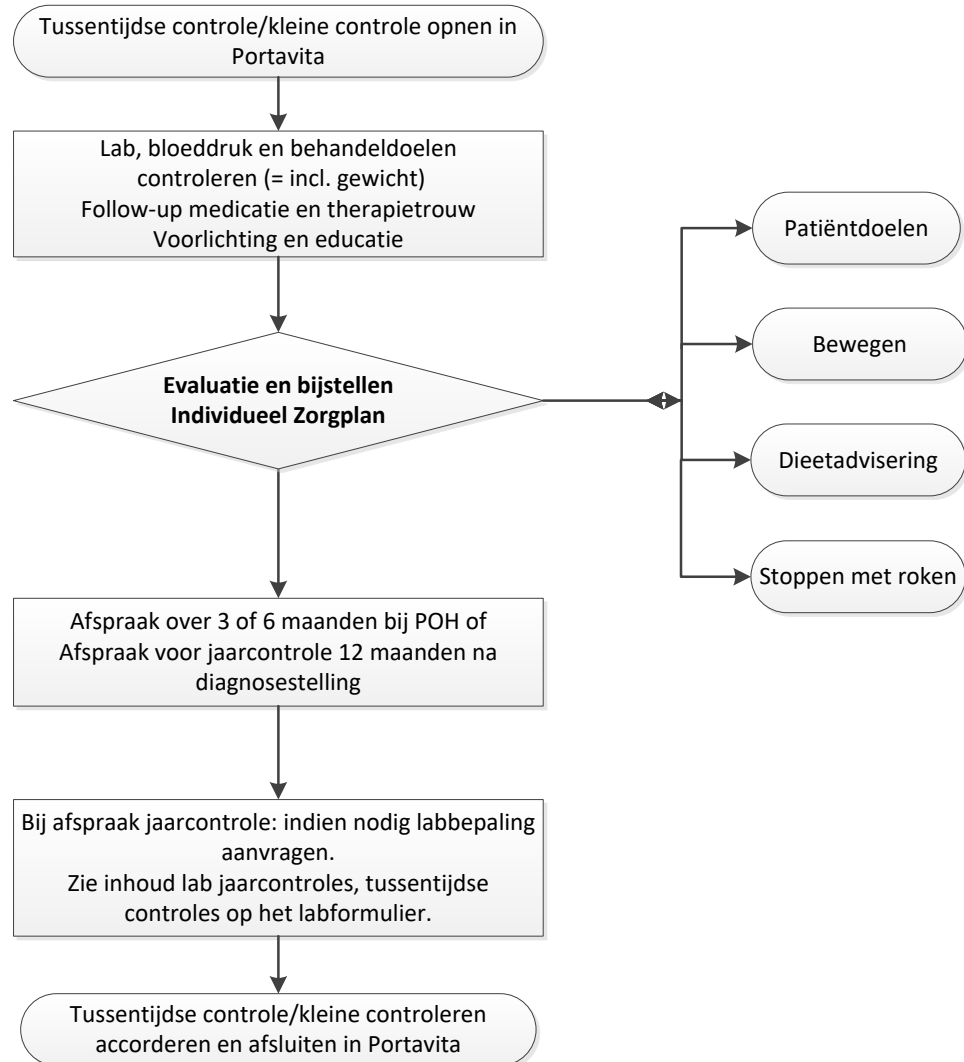 Tussentijdse controle/kleine controle opnen in
Portavita
Lab, bloeddruk en behandeldoelen
controleren (= incl. gewicht)
Follow-up medicatie en therapietrouw
Voorlichting en educatie
Evaluatie en bijstellen
Individueel Zorgplan
Patiëntdoelen
Bewegen
Dieetadvisering
Stoppen met roken
Afspraak over 3 of 6 maanden bij POH of
Afspraak voor jaarcontrole 12 maanden na
diagnosestelling
Bij afspraak jaarcontrole: indien nodig labbepaling
aanvragen.
Zie inhoud lab jaarcontroles, tussentijdse
controles op het labformulier.
Tussentijdse controle/kleine controleren
accorderen en afsluiten in Portavita